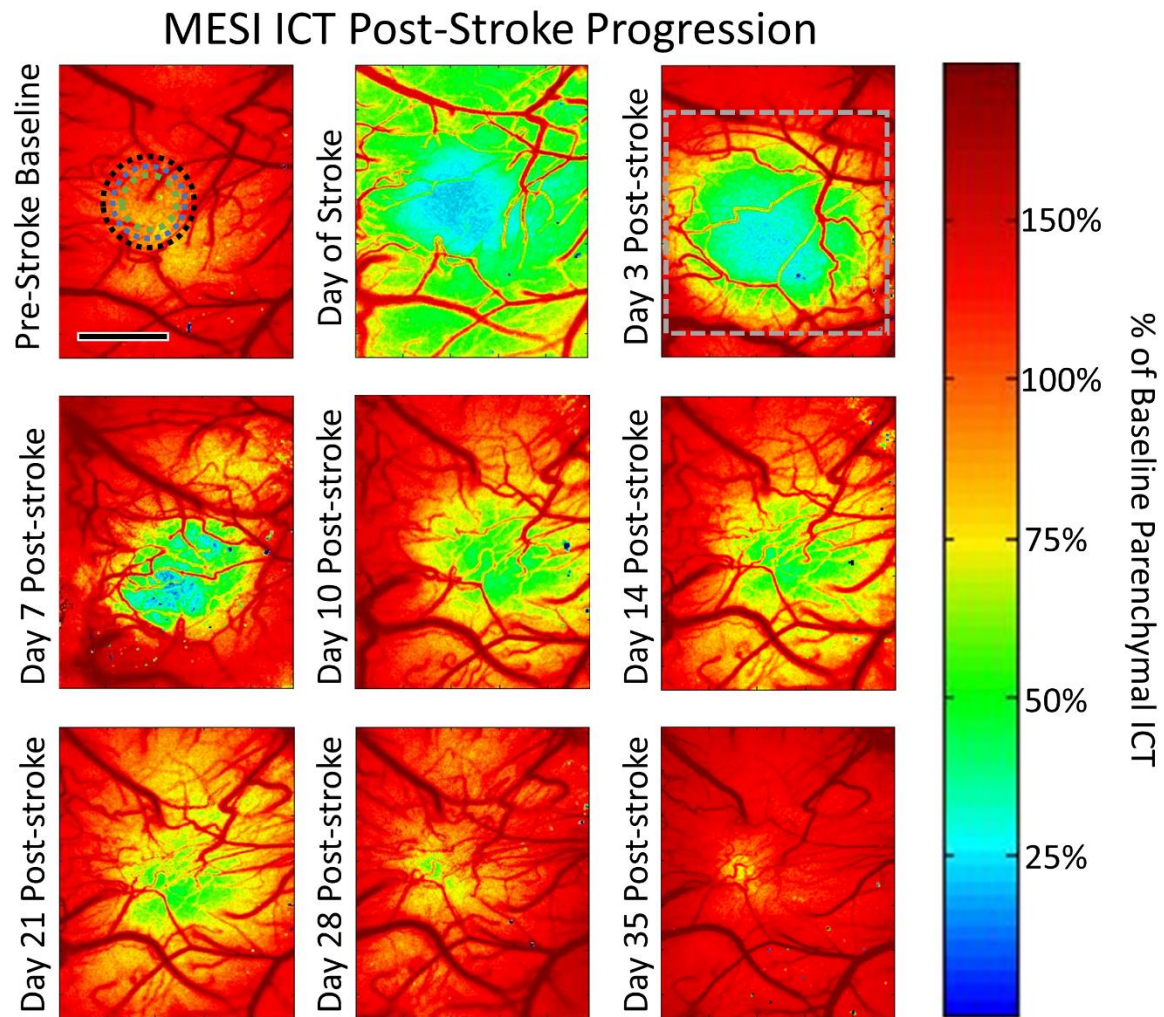 MESI ICT Post-Stroke Progression
Pre-Stroke Baseline
Day of Stroke
Day 3 Post-stroke
Day 7 Post-stroke
Day 10 Post-stroke
Day 14 Post-stroke
Day 21 Post-stroke
Day 28 Post-stroke
Day 35 Post-stroke
150%
100%
75%
50%
25%
% of Baseline Parenchymal ICT